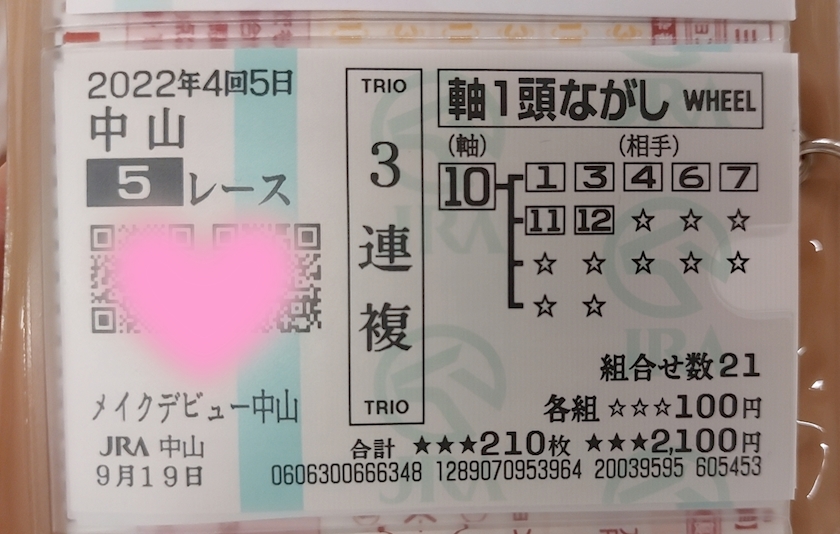 2022年4回5日
中山
5レース
メイクデビュー中山
JRA 中山
9月19日
TRIO
3連複
TRIO
軸1頭ながし WHEEL
(軸) (相手)
10 1 3 4 6 7
11 12 ☆ ☆ ☆
☆ ☆ ☆ ☆ ☆
☆ ☆
組合せ数21
各組 ☆☆☆100円
合計 ★★★210枚 ★★★2,100円
0606300666348 1289070953964 20039595 605453
JRA
JRA
JRA